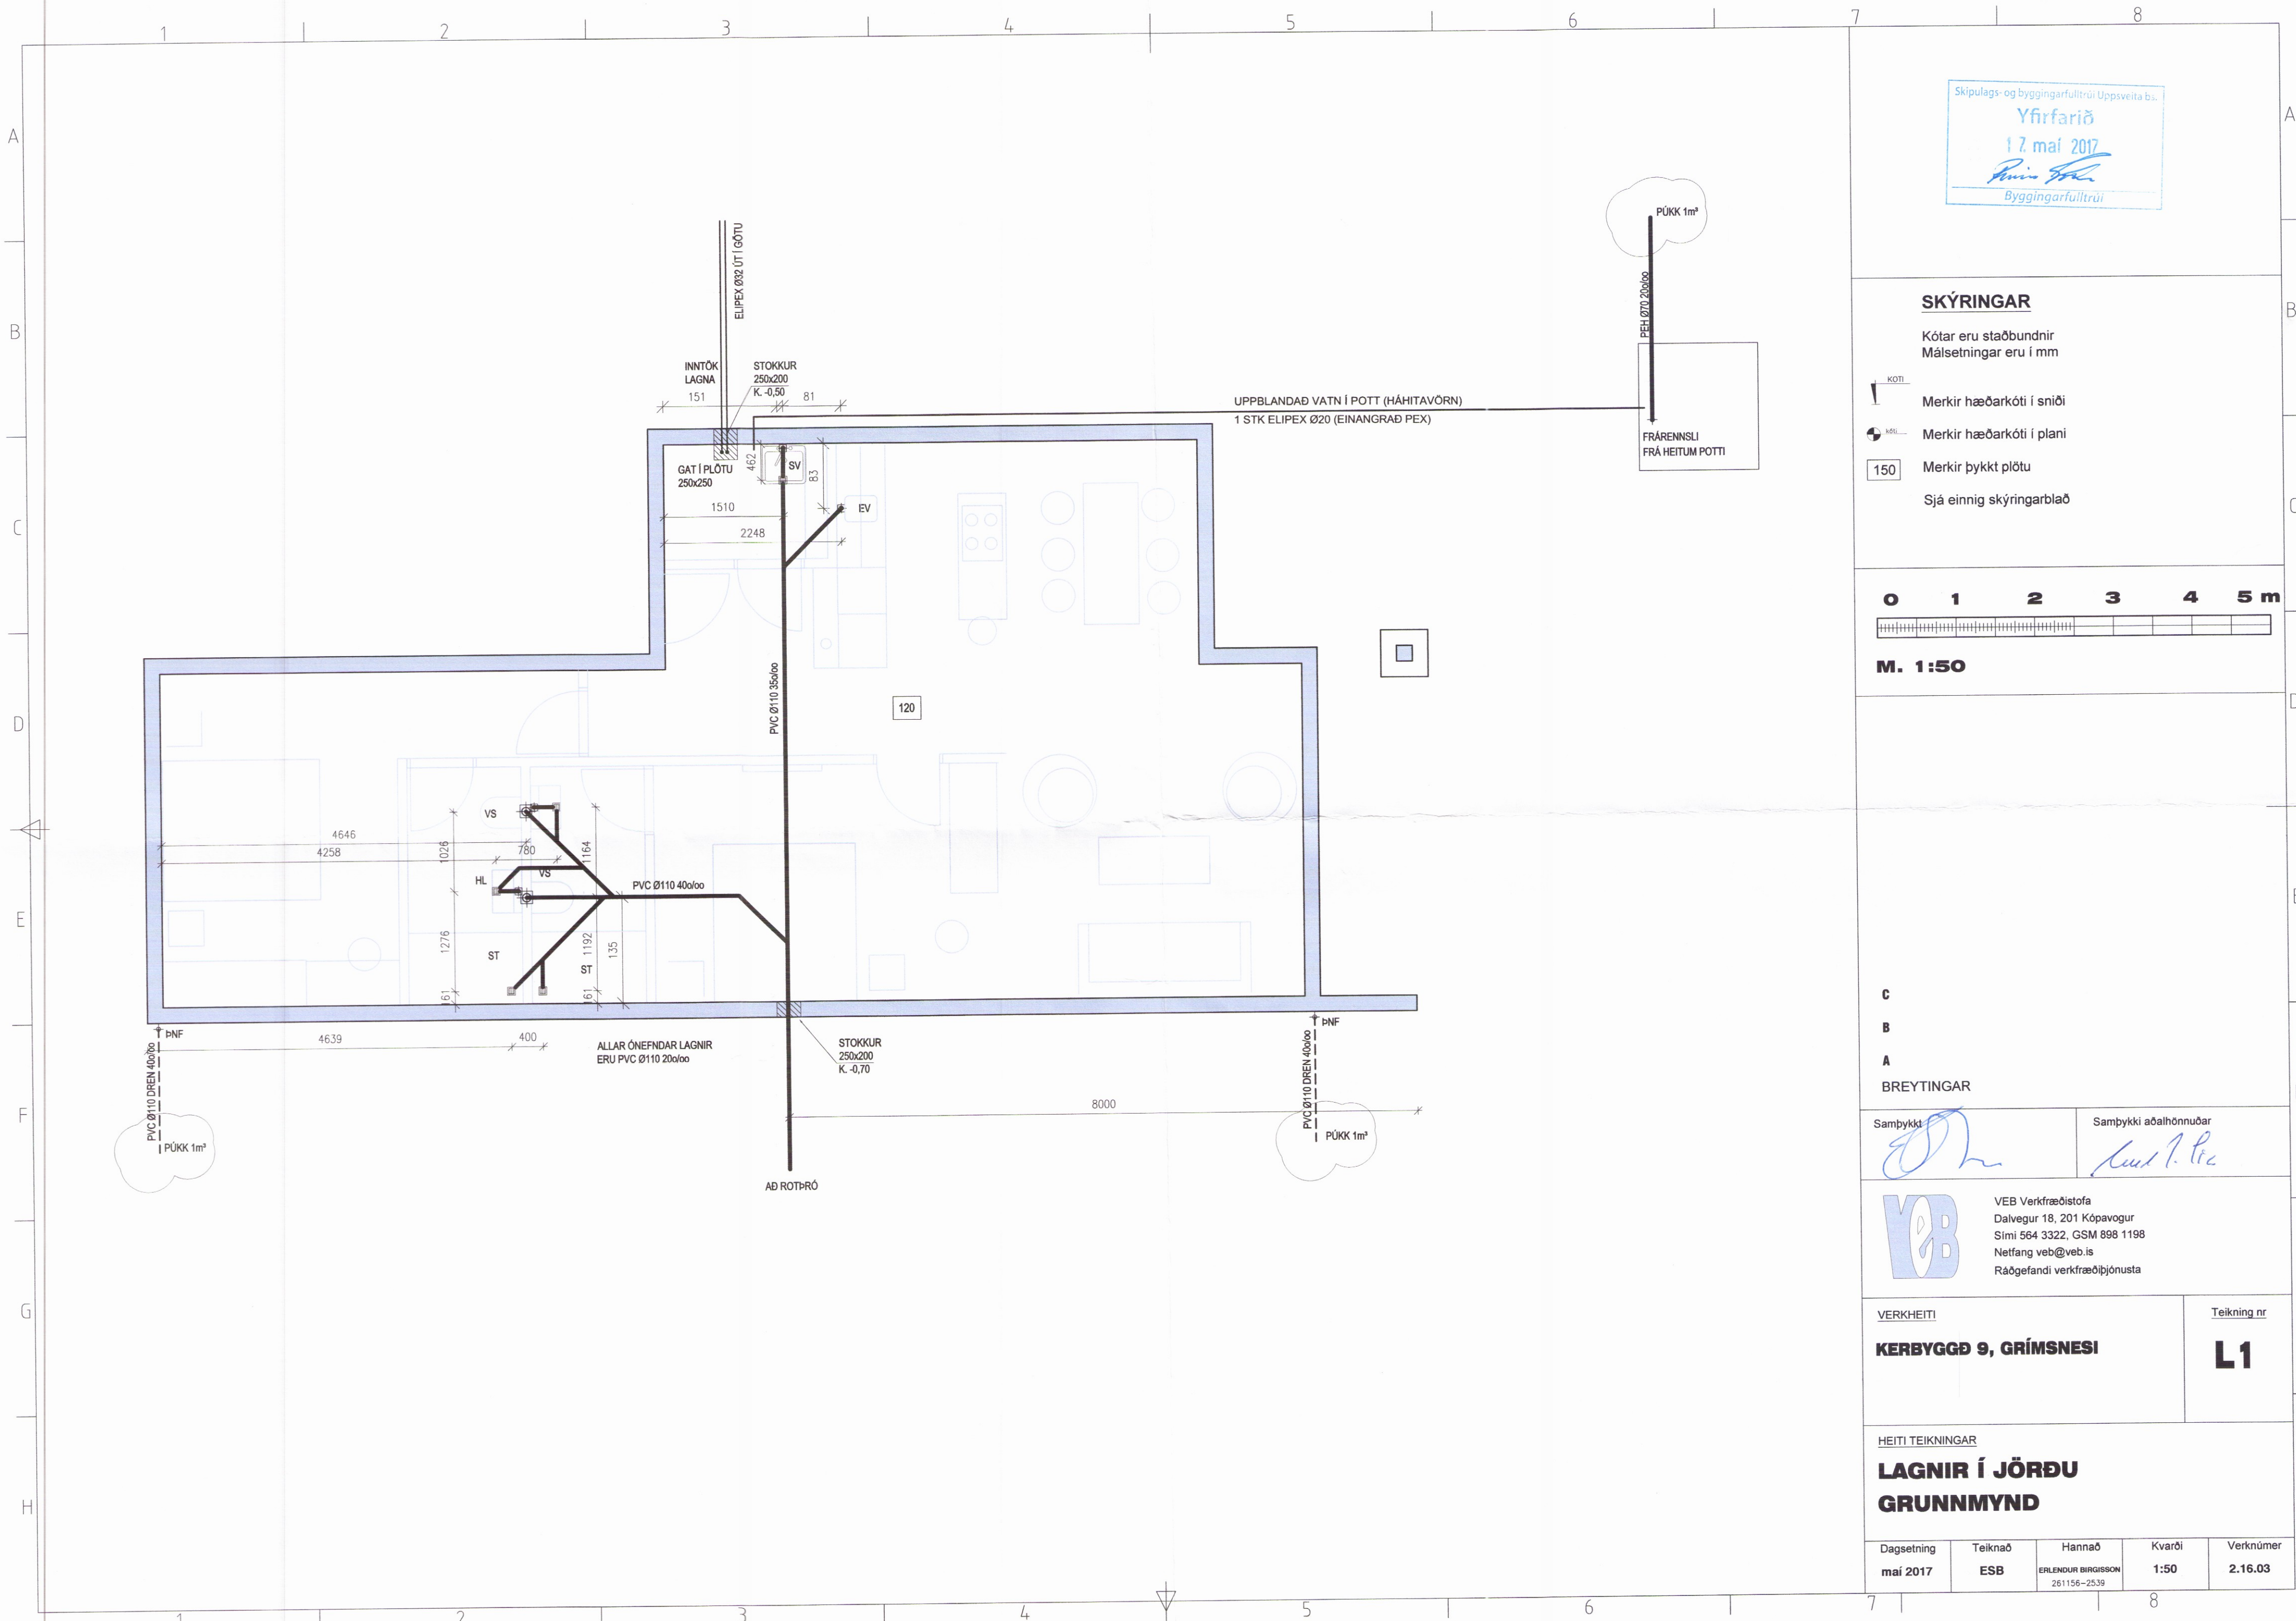 1 2 3 4 5 6 7 8
A
B
C
D
E
F
G
H
ELIPEX Ø32 ÚT Í GÖTU
INNTÖK
LAGNA
STOKKUR
250x200
K. -0,50
151
81
UPPBLANDAÐ VATN Í POTT (HÁHITAVÖRN)
1 STK ELIPEX Ø20 (EINANGRAÐ PEX)
PÚKK 1m³
PEH Ø70 20o/oo
FRÁRENNSLI
FRÁ HEITUM POTTI
GAT Í PLÖTU
250x250
462
SV
83
EV
1510
2248
PVC Ø110 35o/oo
120
VS
4646
4258
1026
780
1164
HL
VS
PVC Ø110 40o/oo
1276
1192
135
ST
ST
161
161
ÞNF
4639
400
PVC Ø110 DREN 40o/oo
PÚKK 1m³
ALLAR ÓNEFNDAR LAGNIR
ERU PVC Ø110 20o/oo
STOKKUR
250x200
K. -0,70
8000
AÐ ROTÞRÓ
ÞNF
PVC Ø110 DREN 40o/oo
PÚKK 1m³
Skipulags- og byggingarfulltrúi Uppsveita bs.
Yfirfarið
17. maí 2017
Byggingarfulltrúi
SKÝRINGAR
Kótar eru staðbundnir
Málsetningar eru í mm
KOTI
Merkir hæðarkóti í sniði
kóti
Merkir hæðarkóti í plani
150
Merkir þykkt plötu
Sjá einnig skýringarblað
0 1 2 3 4 5 m
M. 1:50
C
B
A
BREYTINGAR
Samþykkt
Samþykki aðalhönnuðar
VEB
VEB Verkfræðistofa
Dalvegur 18, 201 Kópavogur
Sími 564 3322, GSM 898 1198
Netfang veb@veb.is
Ráðgefandi verkfræðiþjónusta
VERKHEITI
Teikning nr
KERBYGGÐ 9, GRÍMSNESI
L1
HEITI TEIKNINGAR
LAGNIR Í JÖRÐU
GRUNNMYND
Dagsetning Teiknað Hannað Kvarði Verknúmer
maí 2017 ESB ERLENDUR BIRGISSON 1:50 2.16.03
261156-2539
1 2 3 4 5 6 7 8
A
B
C
D
E